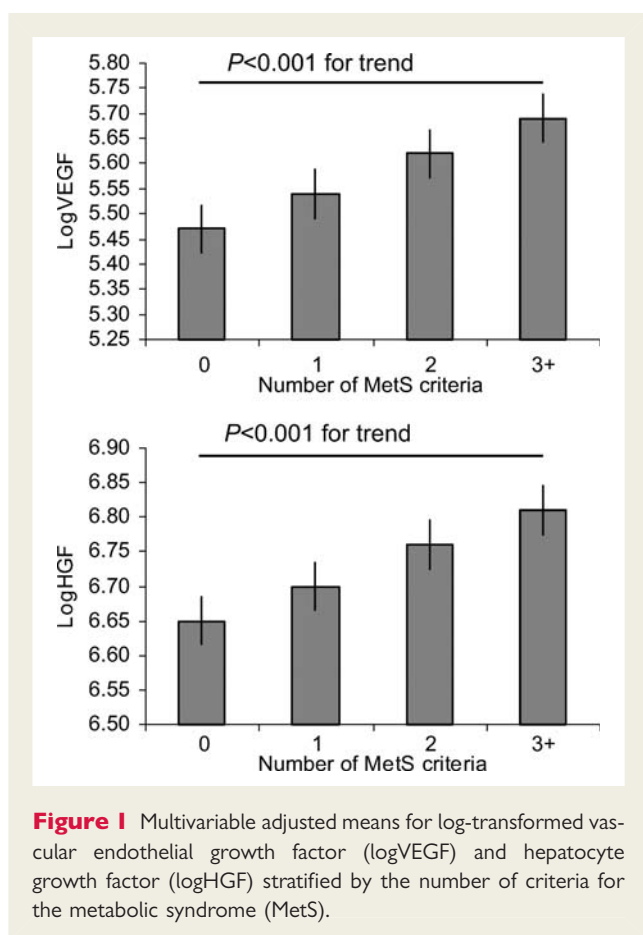 P<0.001 for trend
LogVEGF
5.80
5.75
5.70
5.65
5.60
5.55
5.50
5.45
5.40
5.35
5.30
5.25
0 1 2 3+
Number of MetS criteria
P<0.001 for trend
LogHGF
6.90
6.85
6.80
6.75
6.70
6.65
6.60
6.55
6.50
0 1 2 3+
Number of MetS criteria
Figure 1 Multivariable adjusted means for log-transformed vas-
cular endothelial growth factor (logVEGF) and hepatocyte
growth factor (logHGF) stratified by the number of criteria for
the metabolic syndrome (MetS).